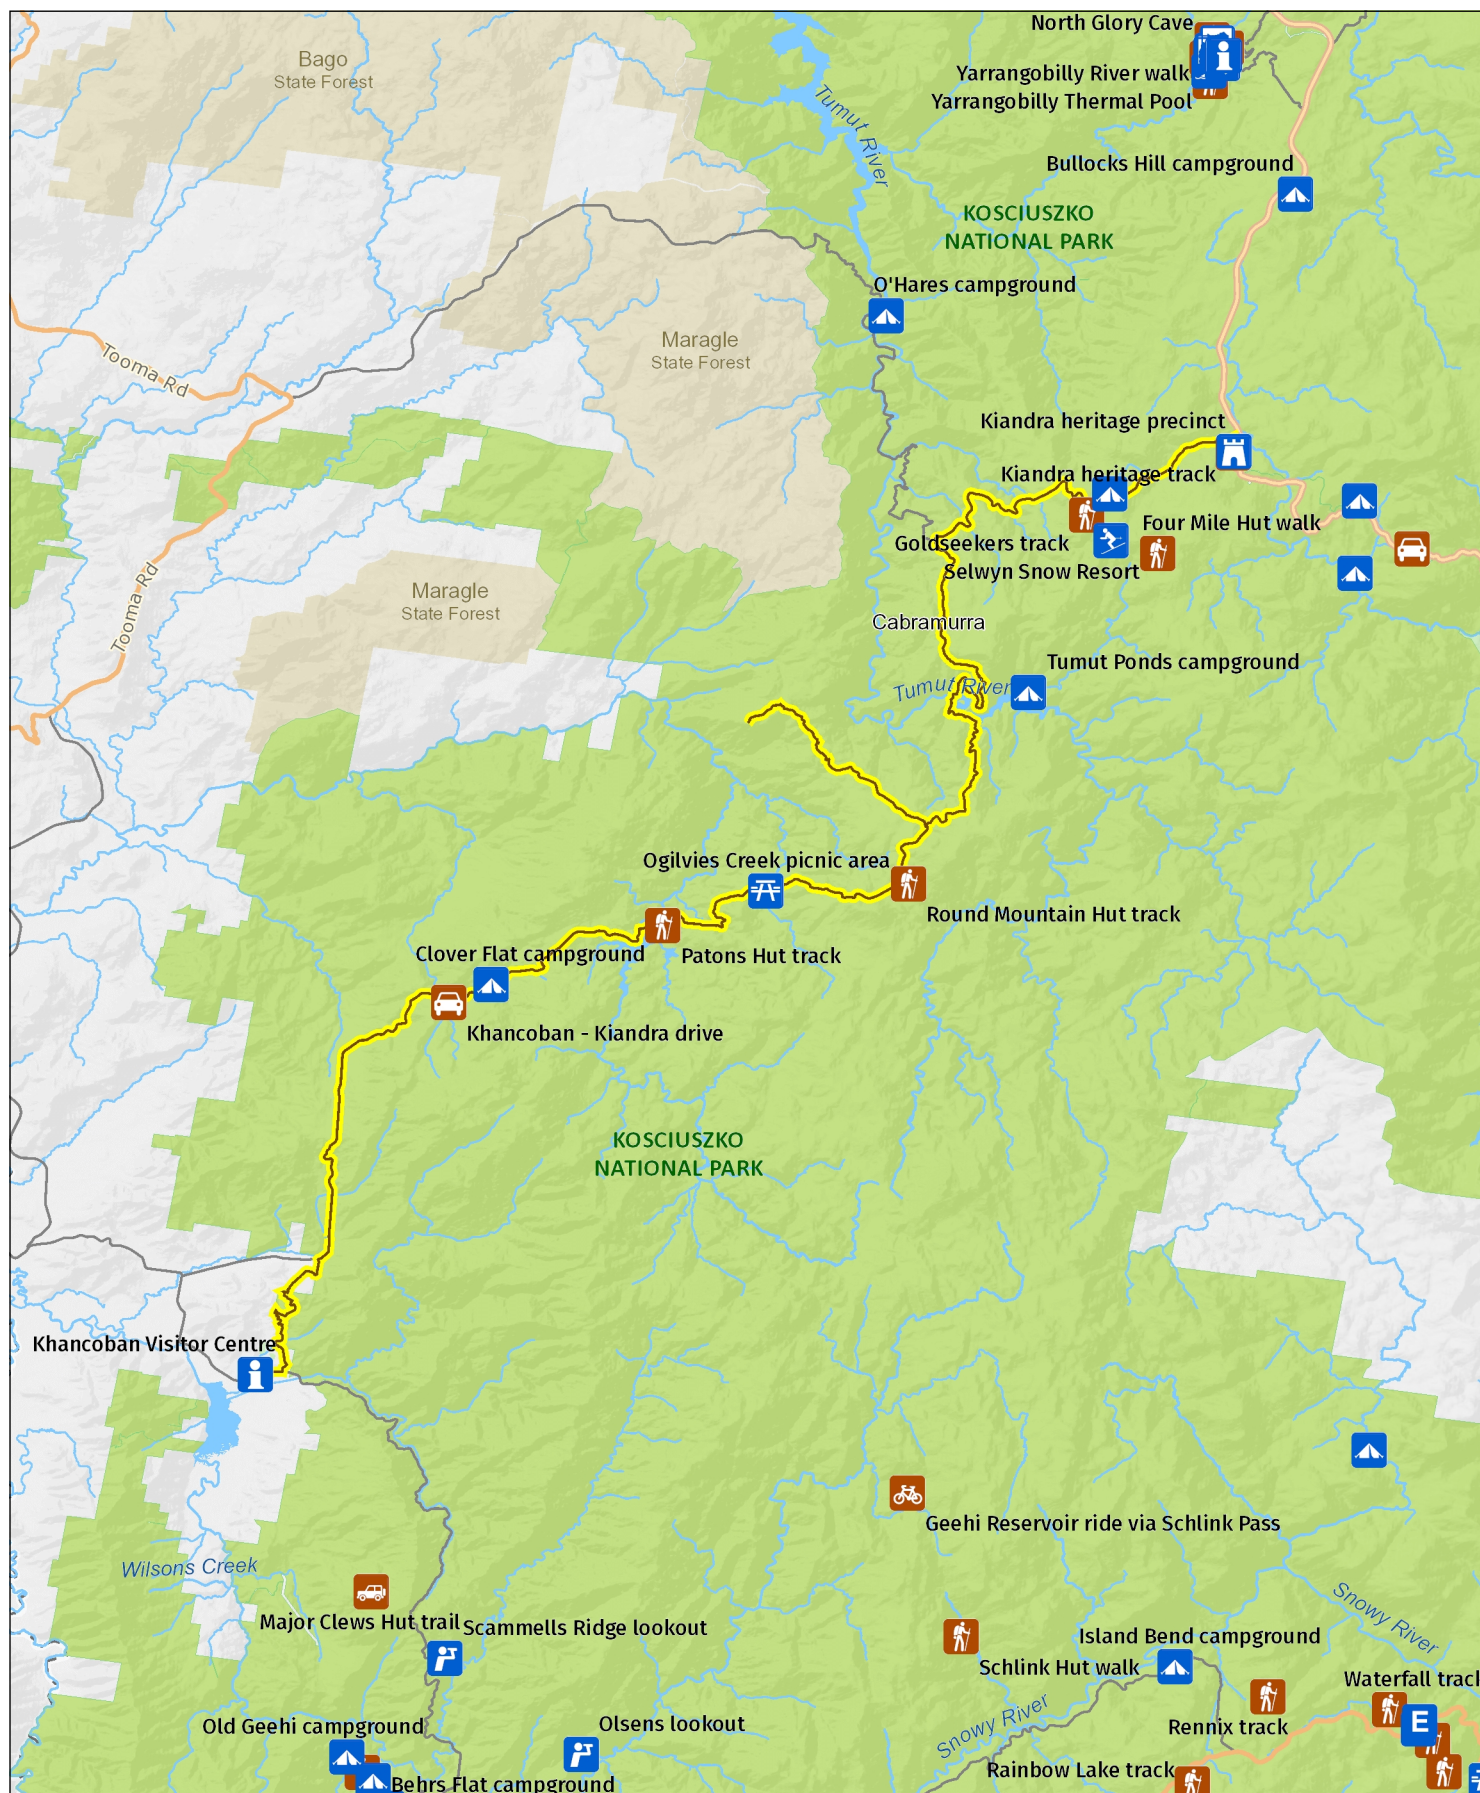 North Glory Cave
Bago
State Forest
Yarrangobilly River walk
Yarrangobilly Thermal Pool
Tumut River
Bullocks Hill campground
KOSCIUSZKO
NATIONAL PARK
O'Hares campground
Maragle
State Forest
Tooma Rd
Kiandra heritage precinct
Kiandra heritage track
Four Mile Hut walk
Goldseekers track
Selwyn Snow Resort
Maragle
State Forest
Tooma Rd
Cabramurra
Tumut Ponds campground
Tumut River
Ogilvies Creek picnic area
Round Mountain Hut track
Clover Flat campground
Patons Hut track
Khancoban - Kiandra drive
KOSCIUSZKO
NATIONAL PARK
Khancoban Visitor Centre
Geehi Reservoir ride via Schlink Pass
Wilsons Creek
Major Clews Hut trail
Scammells Ridge lookout
Snowy River
Island Bend campground
Schlink Hut walk
Waterfall track
Old Geehi campground
Olsens lookout
Snowy River
Rennix track
E
Rainbow Lake track
Behrs Flat campground